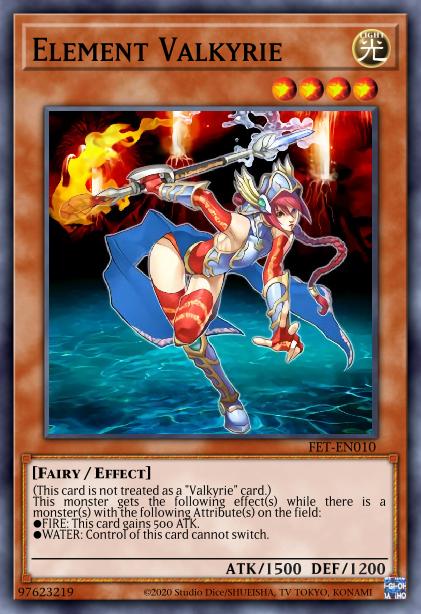 Element Valkyrie
LIGHT
光
FET-EN010
[Fairy / Effect]
(This card is not treated as a "Valkyrie" card.)
This monster gets the following effect(s) while there is a
monster(s) with the following Attribute(s) on the field:
●FIRE: This card gains 500 ATK.
●WATER: Control of this card cannot switch.
ATK/1500 DEF/1200
97623219
©2020 Studio Dice/SHUEISHA, TV TOKYO, KONAMI